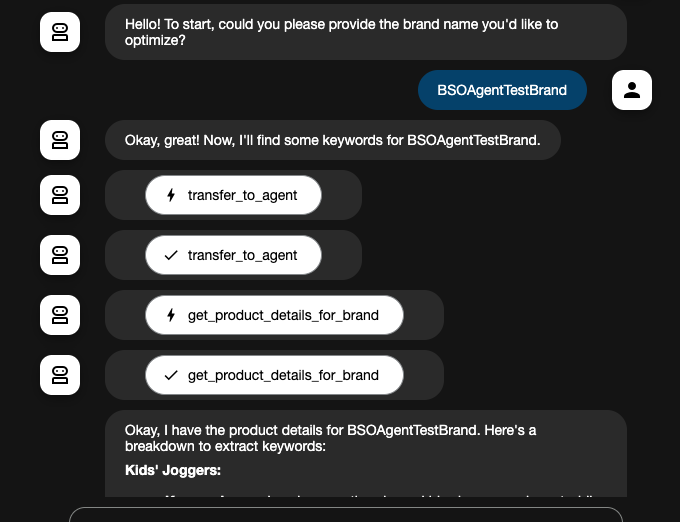 Hello! To start, could you please provide the brand name you'd like to
optimize?
BSOAgentTestBrand
Okay, great! Now, I'll find some keywords for BSOAgentTestBrand.
transfer_to_agent
transfer_to_agent
get_product_details_for_brand
get_product_details_for_brand
Okay, I have the product details for BSOAgentTestBrand. Here's a
breakdown to extract keywords:
Kids' Joggers: